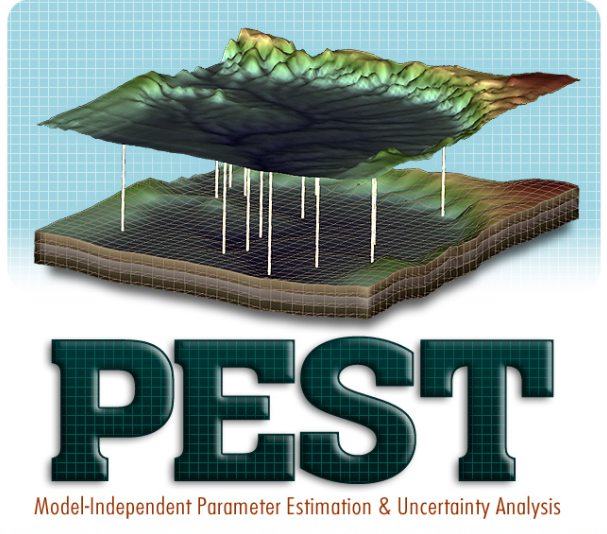 PEST
Model-Independent Parameter Estimation & Uncertainty Analysis